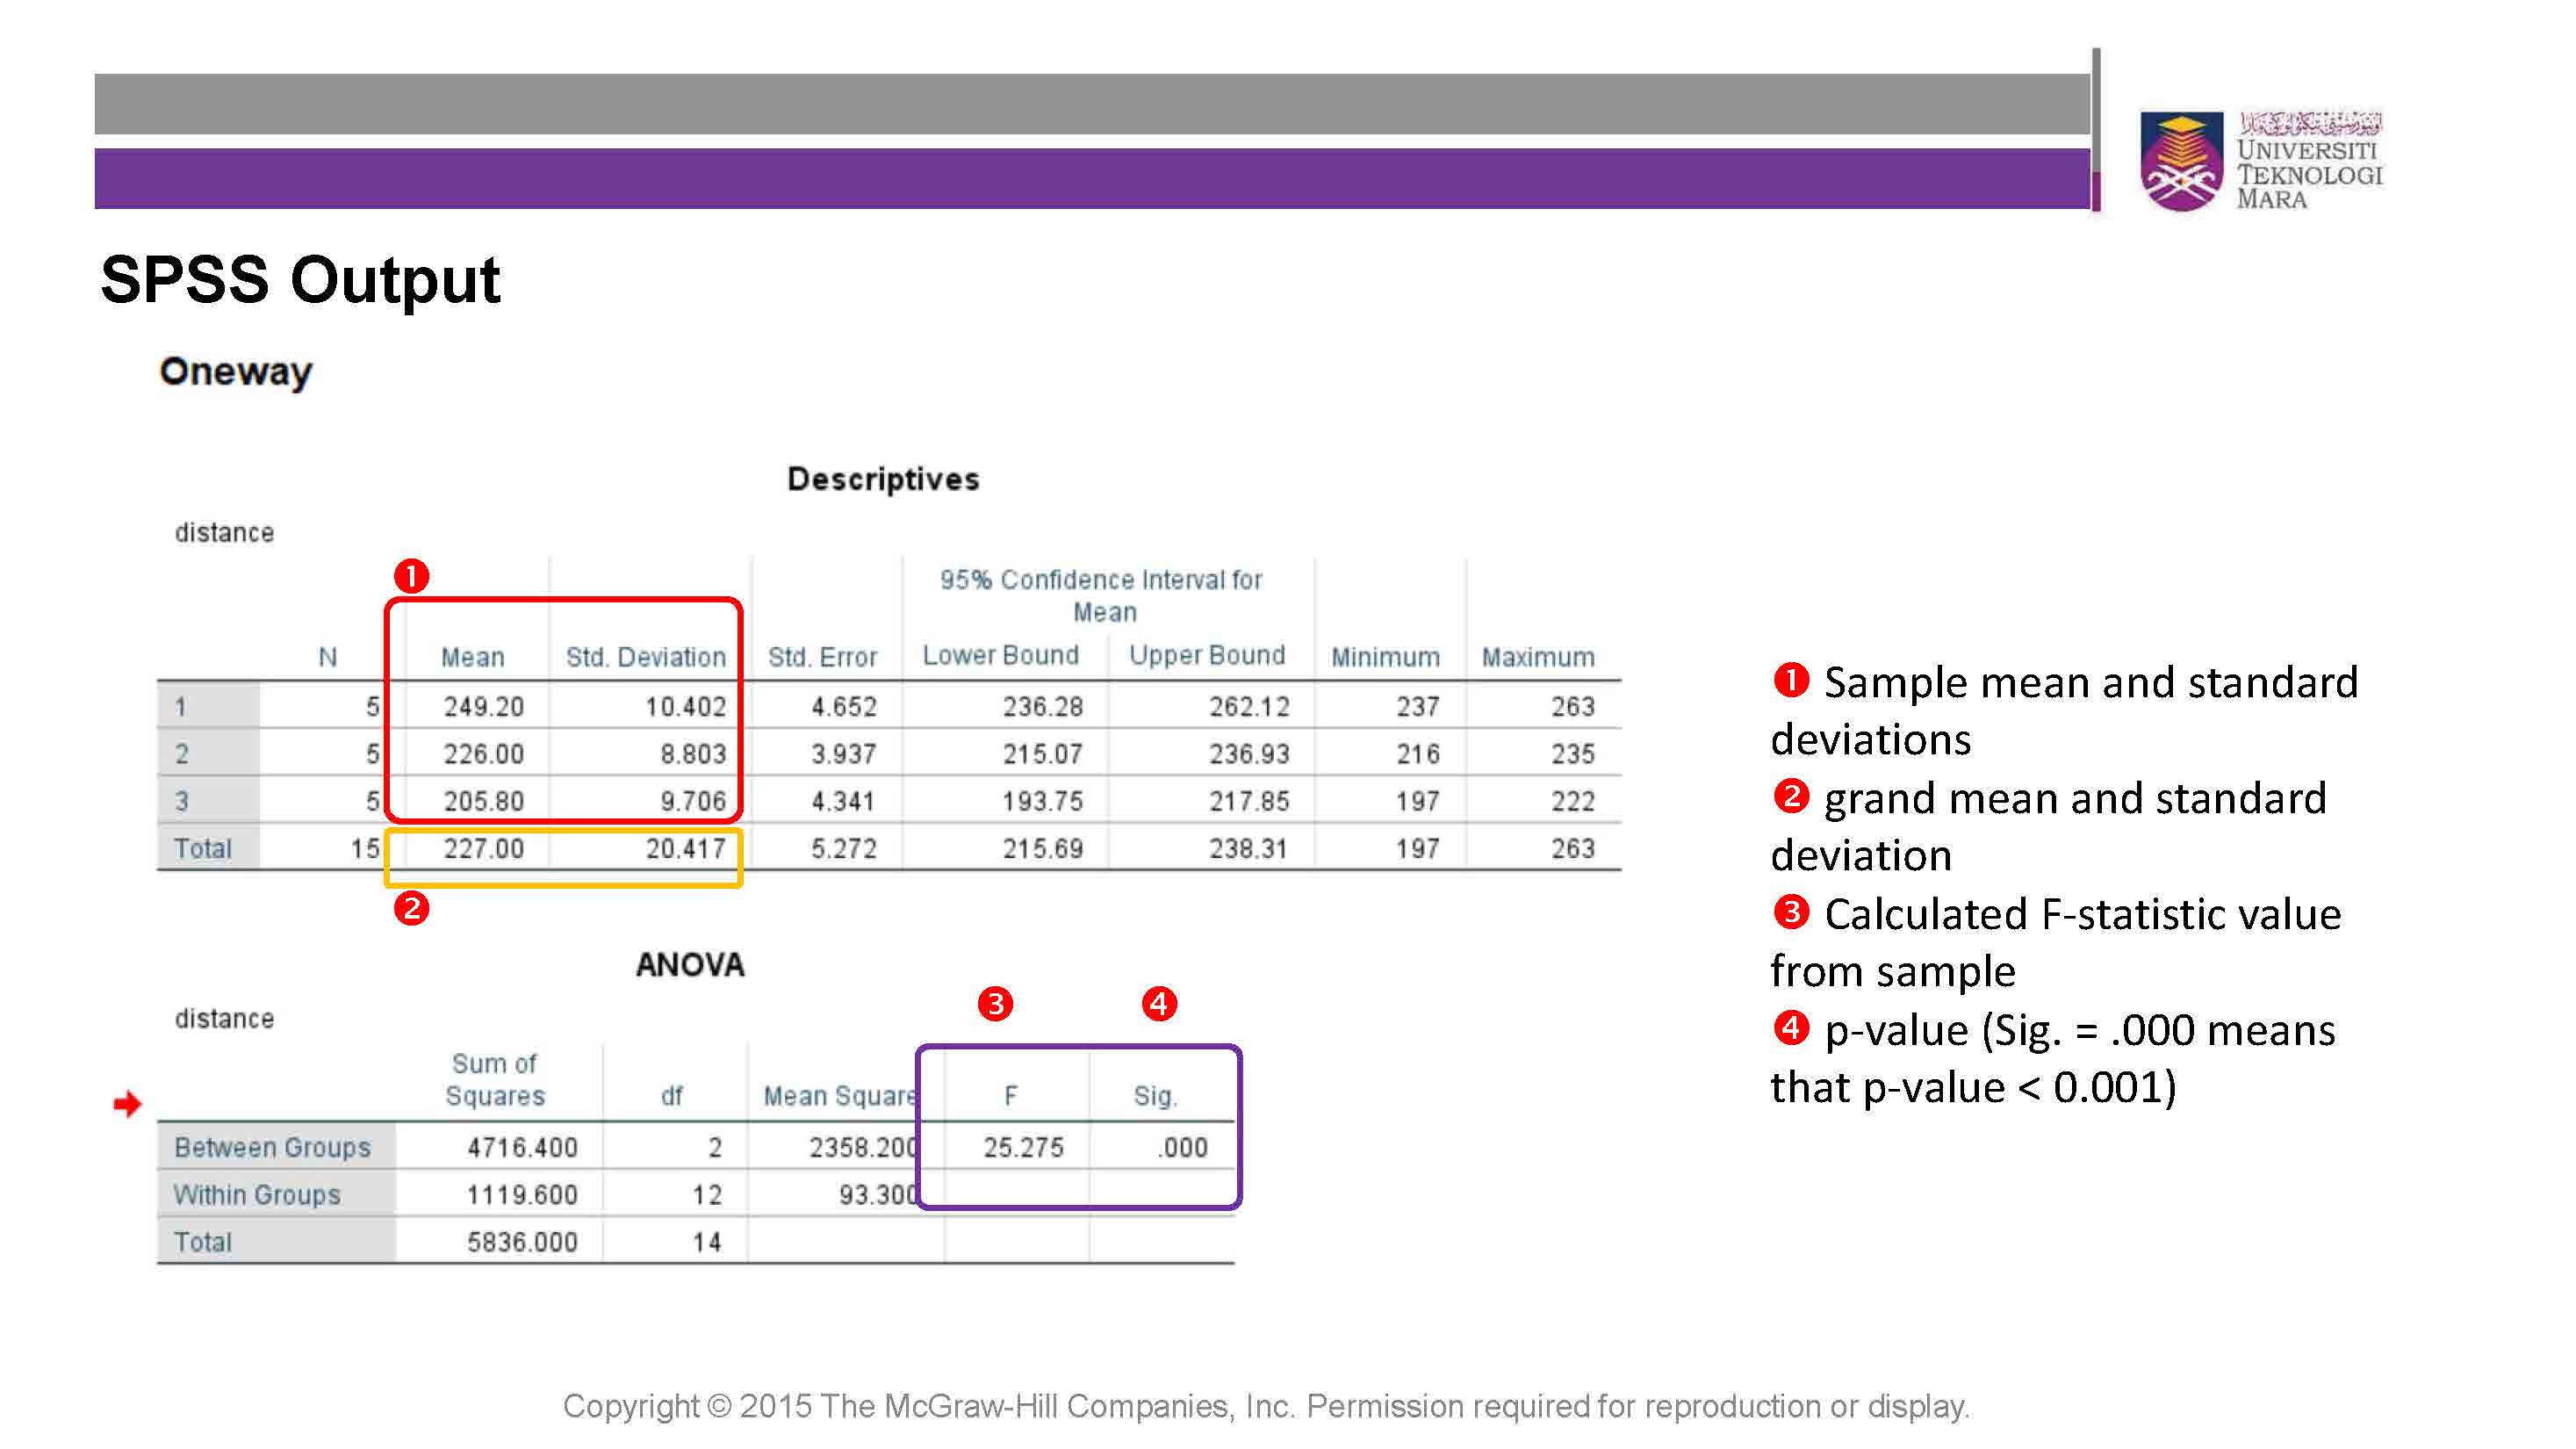 UNIVERSITI
TEKNOLOGI
MARA
SPSS Output
Oneway
Descriptives
distance
❶
95% Confidence Interval for
Mean
N Mean Std. Deviation Std. Error Lower Bound Upper Bound Minimum Maximum
1 5 249.20 10.402 4.652 236.28 262.12 237 263
2 5 226.00 8.803 3.937 215.07 236.93 216 235
3 5 205.80 9.706 4.341 193.75 217.85 197 222
Total 15 227.00 20.417 5.272 215.69 238.31 197 263
❷
ANOVA
distance
❸ ❹
Sum of
Squares df Mean Square F Sig.
Between Groups 4716.400 2 2358.200 25.275 .000
Within Groups 1119.600 12 93.300
Total 5836.000 14
❶ Sample mean and standard
deviations
❷ grand mean and standard
deviation
❸ Calculated F-statistic value
from sample
❹ p-value (Sig. = .000 means
that p-value < 0.001)
Copyright © 2015 The McGraw-Hill Companies, Inc. Permission required for reproduction or display.